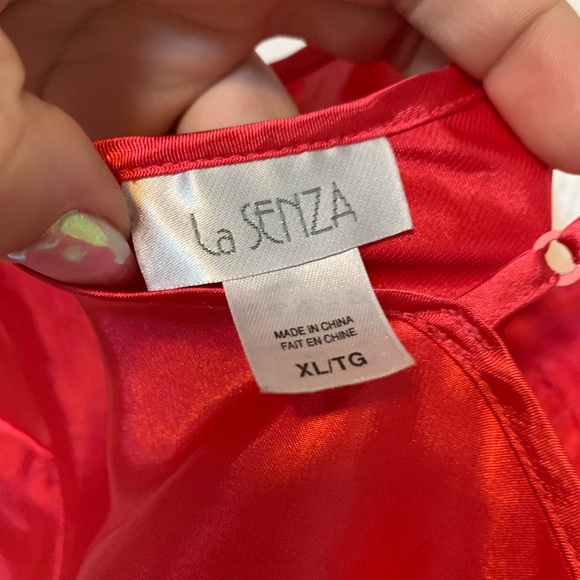 La SENZA
MADE IN CHINA
FAIT EN CHINE
XL/TG